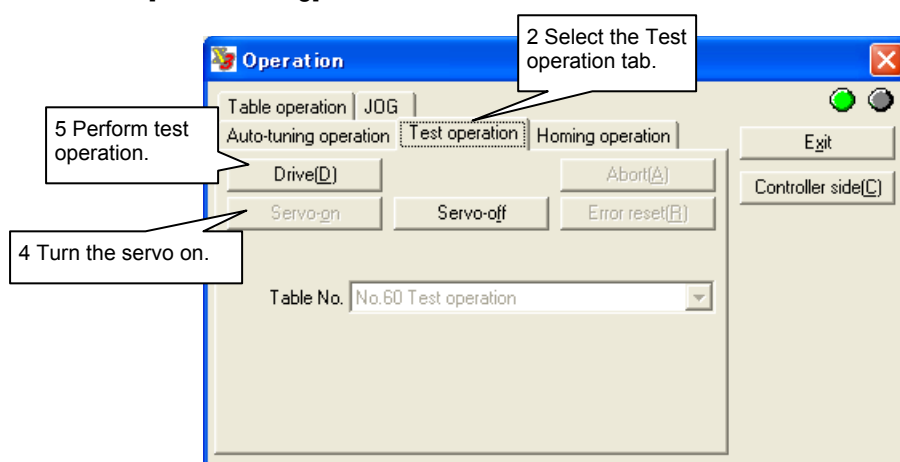 2 Select the Test
operation tab.
Operation
Table operation JOG
5 Perform test
operation.
Auto-tuning operation Test operation Homing operation
Exit
Drive(D) Abort(A)
Controller side(C)
Servo-on Servo-off Error reset(R)
4 Turn the servo on.
Table No. No.60 Test operation